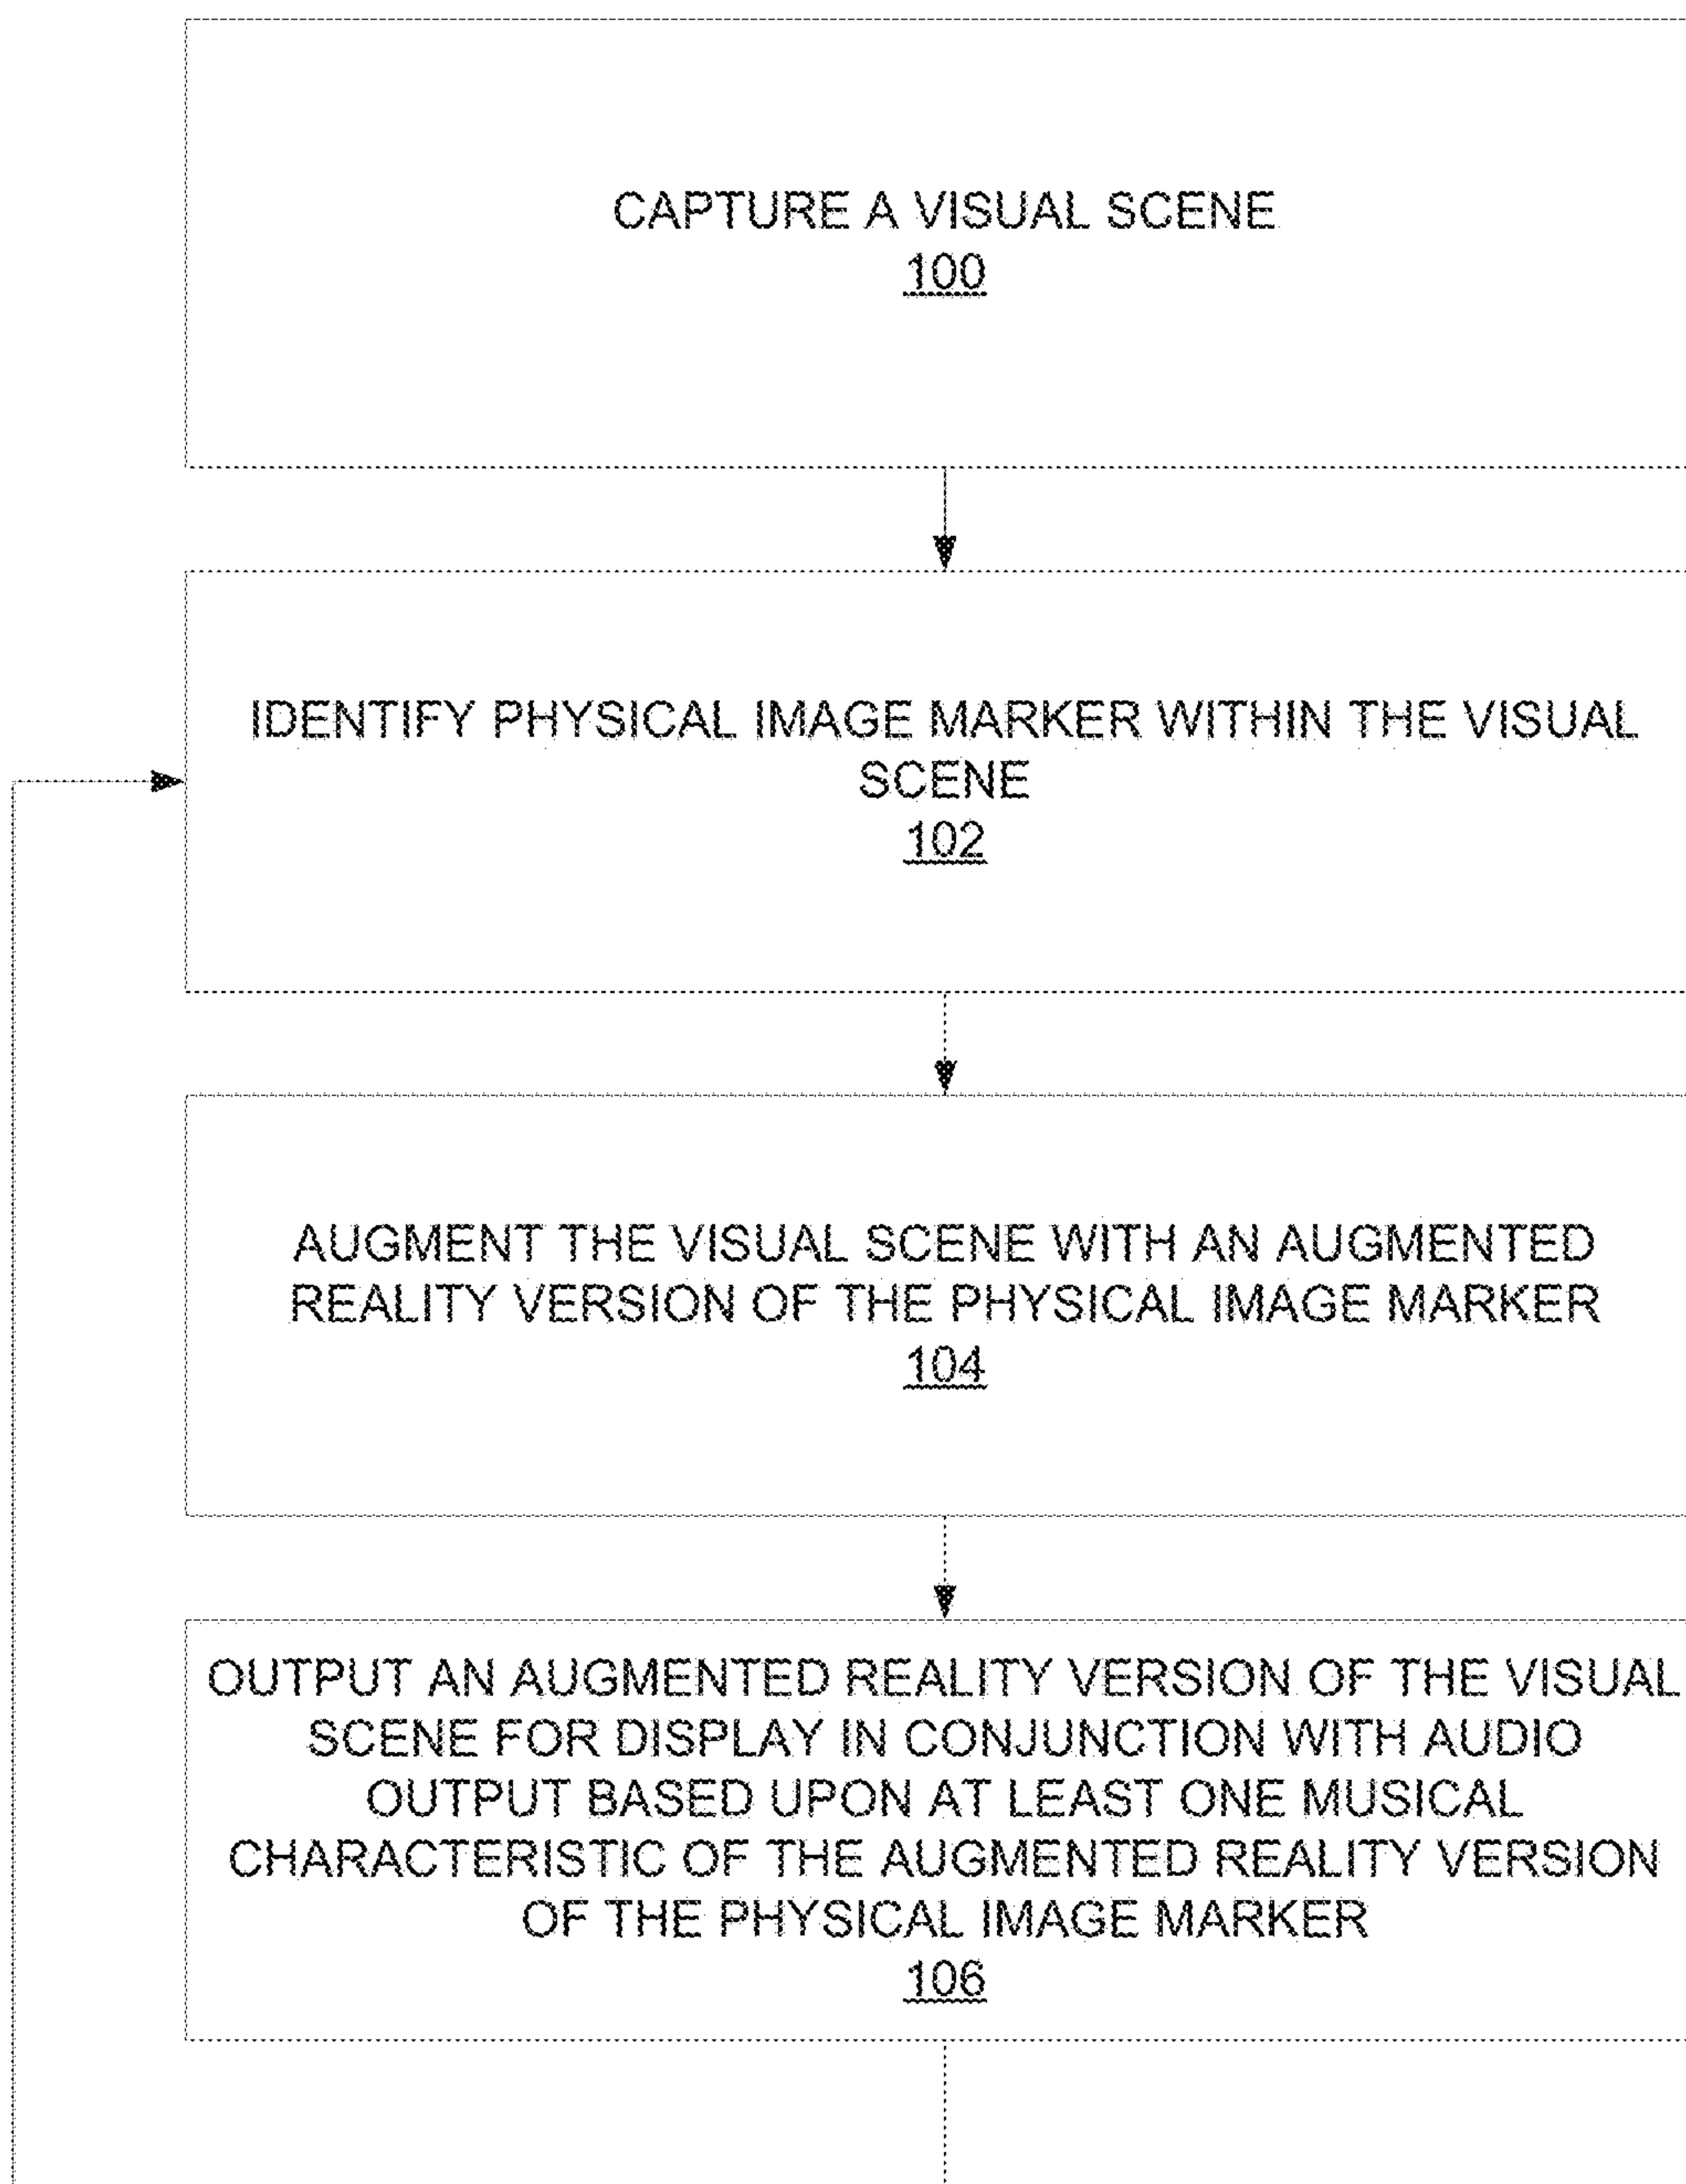 CAPTURE A VISUAL SCENE
100
IDENTIFY PHYSICAL IMAGE MARKER WITHIN THE VISUAL
SCENE
102
AUGMENT THE VISUAL SCENE WITH AN AUGMENTED
REALITY VERSION OF THE PHYSICAL IMAGE MARKER
104
OUTPUT AN AUGMENTED REALITY VERSION OF THE VISUAL
SCENE FOR DISPLAY IN CONJUNCTION WITH AUDIO
OUTPUT BASED UPON AT LEAST ONE MUSICAL
CHARACTERISTIC OF THE AUGMENTED REALITY VERSION
OF THE PHYSICAL IMAGE MARKER
106